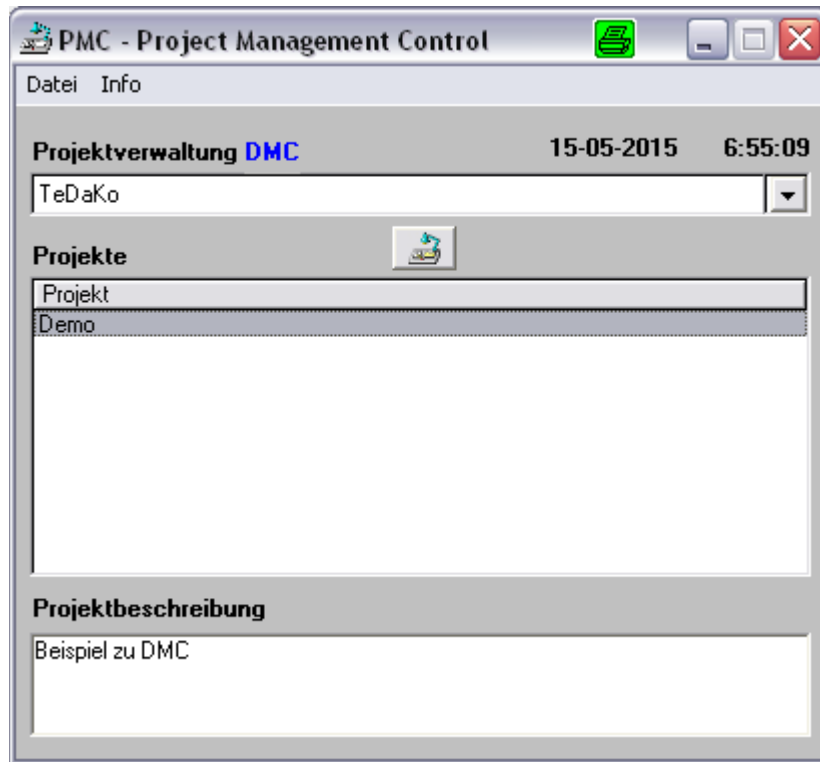 PMC - Project Management Control
Datei Info
Projektverwaltung DMC 15-05-2015 6:55:09
TeDaKo
Projekte
Projekt
Demo
Projektbeschreibung
Beispiel zu DMC